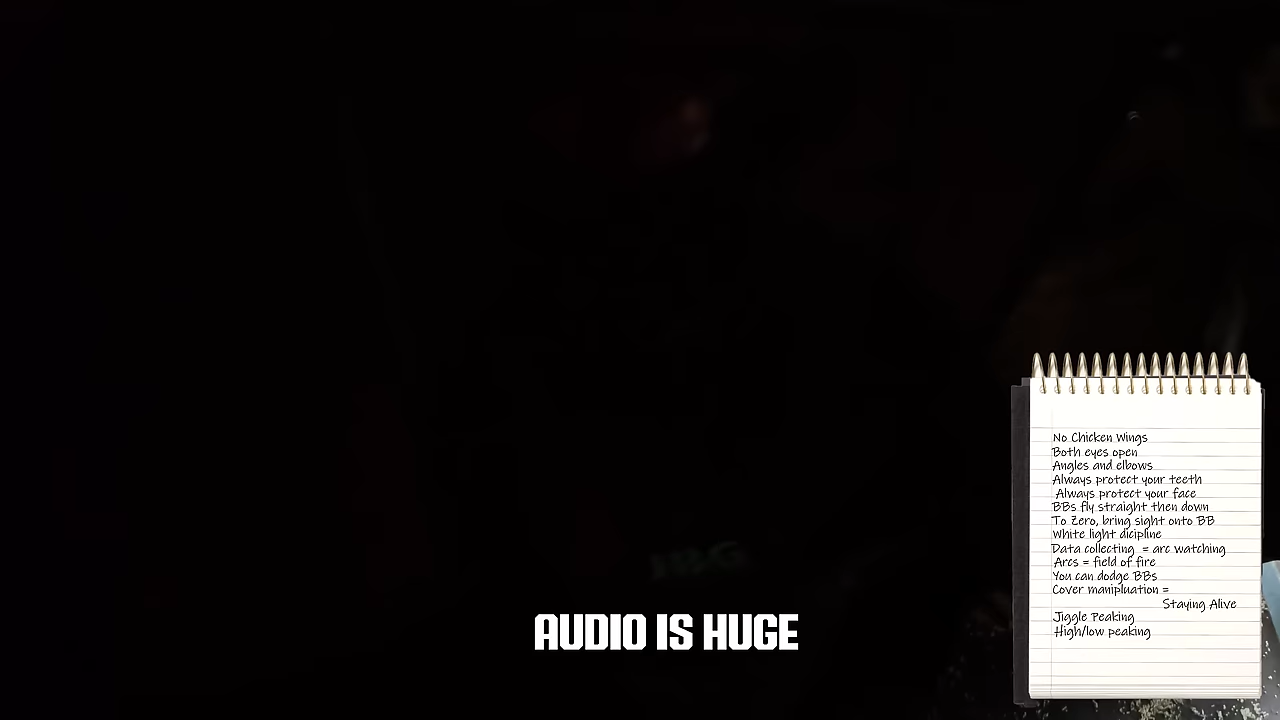 No Chicken Wings
Both eyes open
Angles and elbows
Always protect your teeth
Always protect your face
BBs fly straight then down
To Zero, bring sight onto BB
White light dicipline
Data collecting = arc watching
Arcs = field of fire
You can dodge BBs
Cover manipluation =
Staying Alive
Jiggle Peaking
High/low peaking
AUDIO IS HUGE